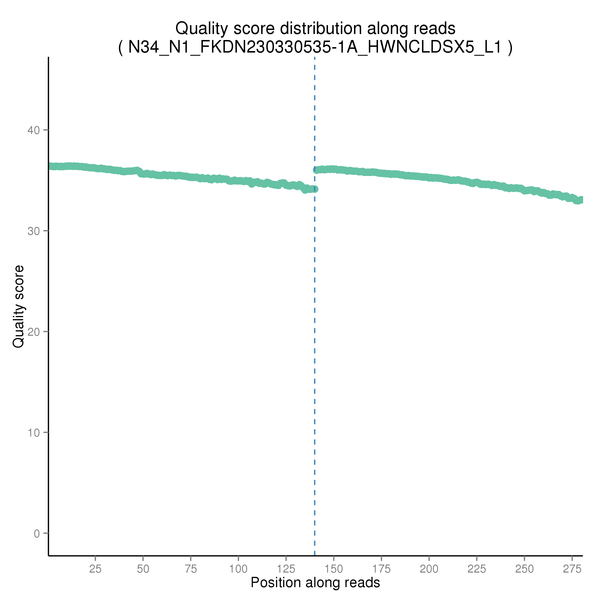 Quality score distribution along reads
( N34_N1_FKDN230330535-1A_HWNCLDSX5_L1 )
Quality score
40
30
20
10
0
25 50 75 100 125 150 175 200 225 250 275
Position along reads